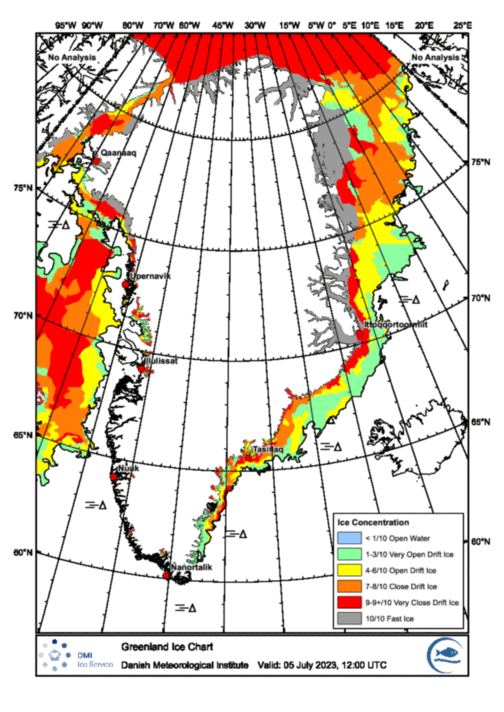 95°W 90°W 80°W 70°W 60°W 45°W 30°W 15°W 5°W 0° 5°E 10°E 15°E 20°E 25°E
No Analysis
No Analysis
Qaanaaq
75°N
75°N
Upernavik
70°N
70°N
Ittoqqortoormiit
Ilulissat
65°N
65°N
Tasiilaq
Nuuk
60°N
60°N
Nanortalik
Ice Concentration
< 1/10 Open Water
1-3/10 Very Open Drift Ice
4-6/10 Open Drift Ice
7-8/10 Close Drift Ice
9-9+/10 Very Close Drift Ice
10/10 Fast Ice
DMI
Ice Service
Greenland Ice Chart
Danish Meteorological Institute Valid: 05 July 2023, 12:00 UTC